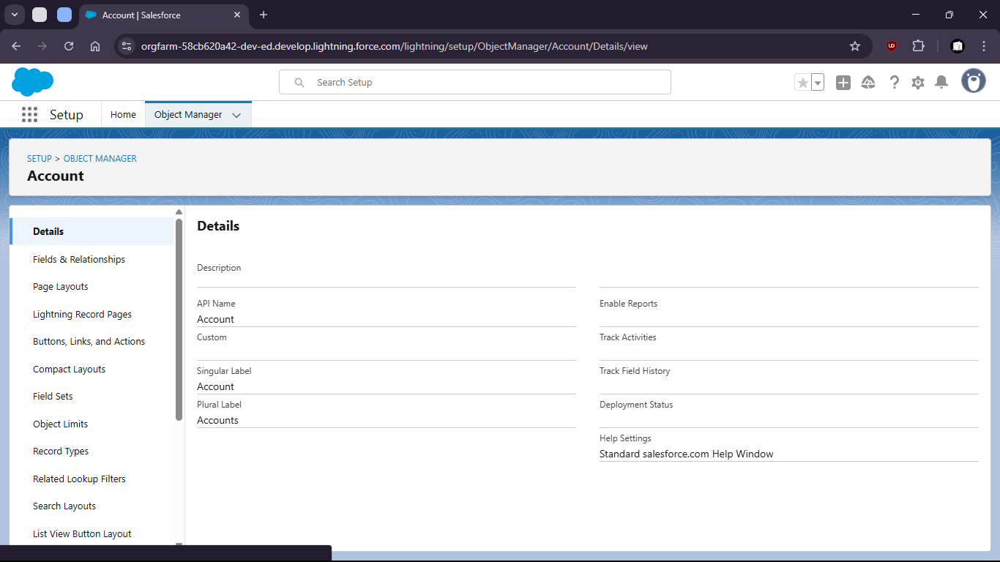 Account | Salesforce
orgfarm-58cb620a42-dev-ed.develop.lightning.force.com/lightning/setup/ObjectManager/Account/Details/view
Search Setup
Setup
Home
Object Manager
SETUP > OBJECT MANAGER
Account
Details
Fields & Relationships
Page Layouts
Lightning Record Pages
Buttons, Links, and Actions
Compact Layouts
Field Sets
Object Limits
Record Types
Related Lookup Filters
Search Layouts
List View Button Layout
Details
Description
API Name
Account
Custom
Singular Label
Account
Plural Label
Accounts
Enable Reports
Track Activities
Track Field History
Deployment Status
Help Settings
Standard salesforce.com Help Window